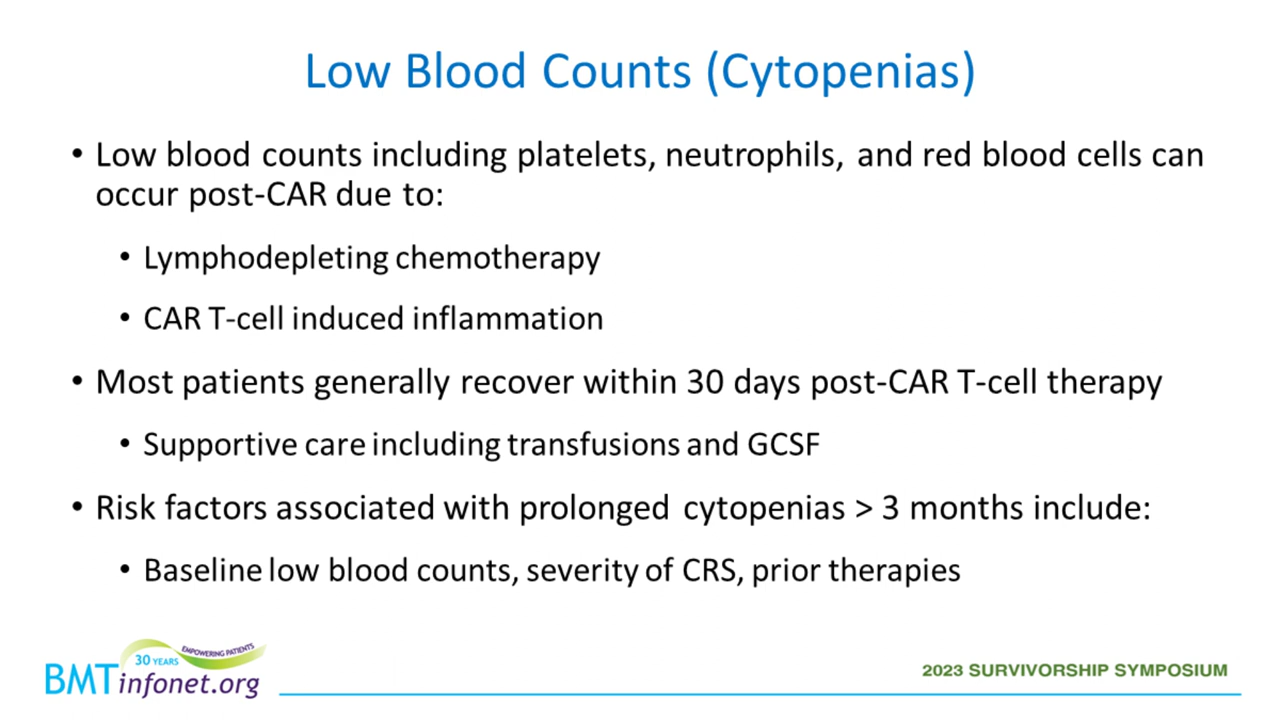 Low Blood Counts (Cytopenias)
• Low blood counts including platelets, neutrophils, and red blood cells can
occur post-CAR due to:
• Lymphodepleting chemotherapy
• CAR T-cell induced inflammation
• Most patients generally recover within 30 days post-CAR T-cell therapy
• Supportive care including transfusions and GCSF
• Risk factors associated with prolonged cytopenias > 3 months include:
• Baseline low blood counts, severity of CRS, prior therapies
30 YEARS EMPOWERING PATIENTS
BMTinfonet.org
2023 SURVIVORSHIP SYMPOSIUM